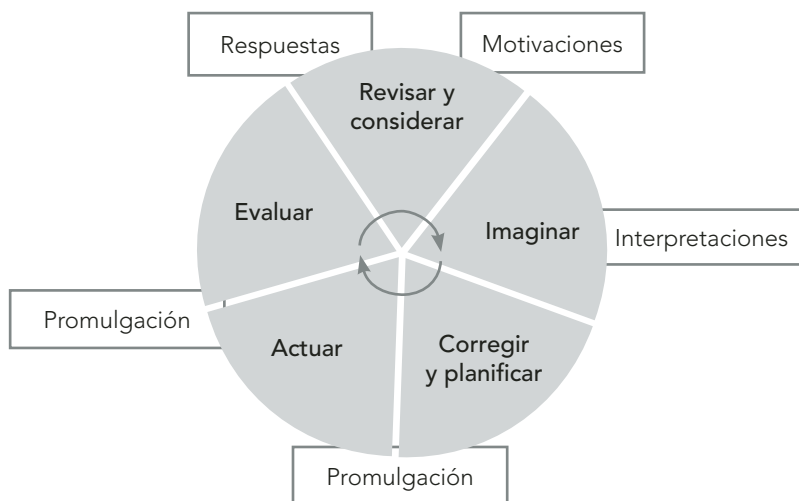 Respuestas
Motivaciones
Revisar y
considerar
Evaluar
Imaginar
Interpretaciones
Promulgación
Actuar
Corregir
y planificar
Promulgación